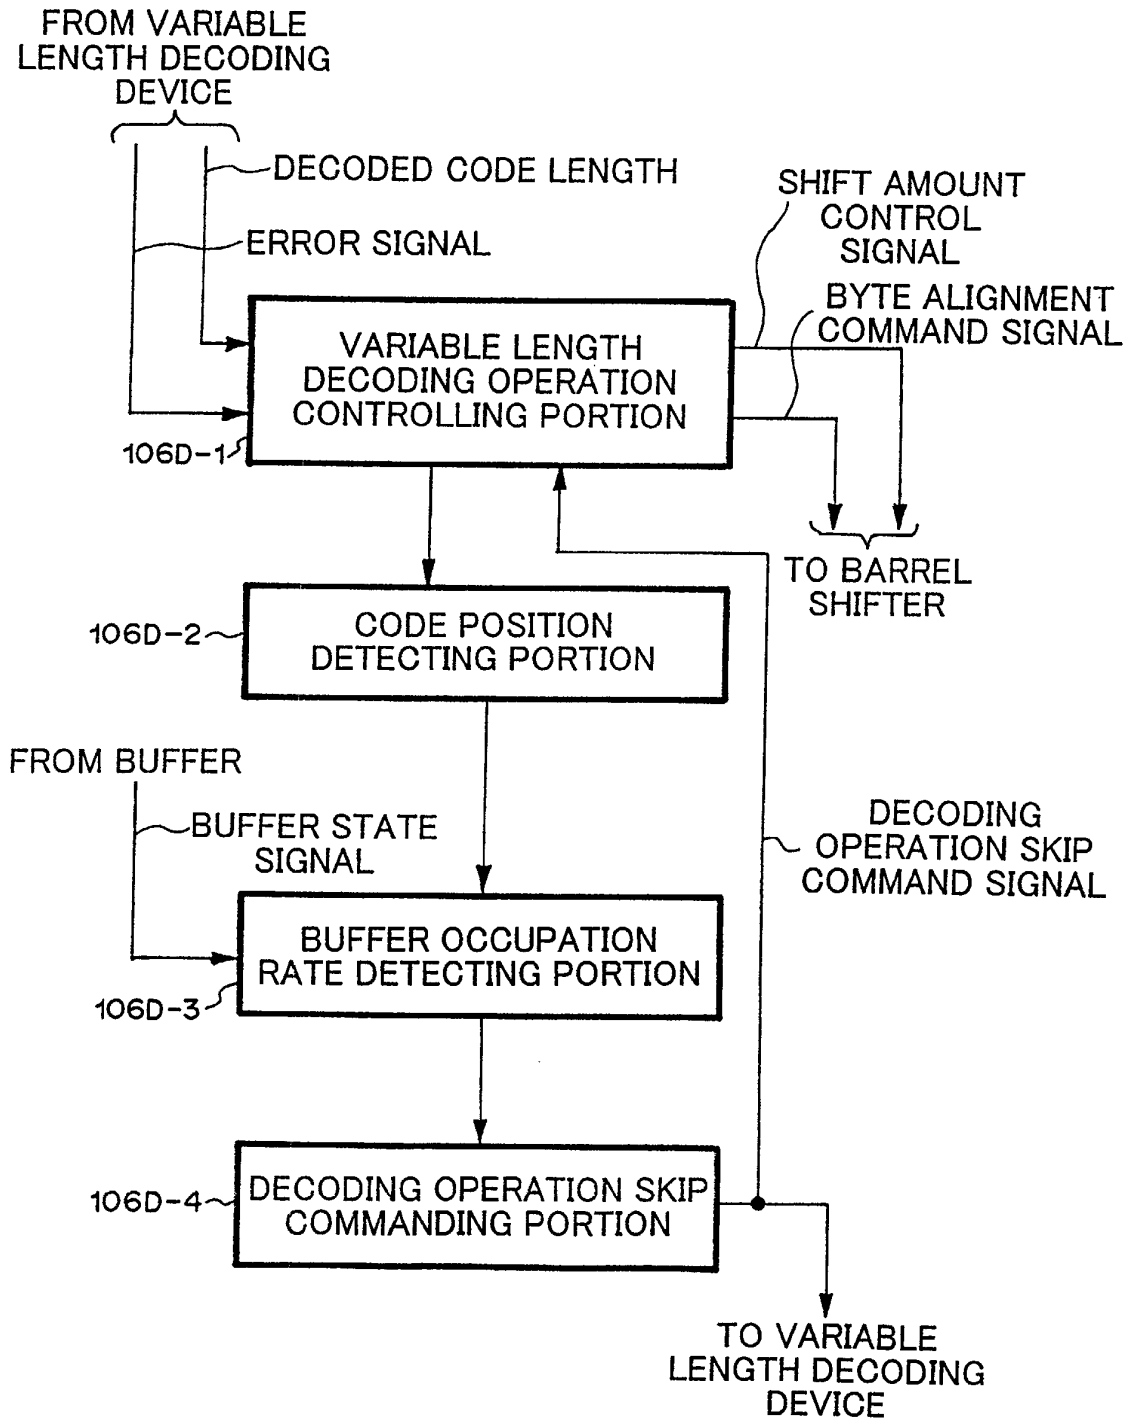 FROM VARIABLE
LENGTH DECODING
DEVICE
DECODED CODE LENGTH
ERROR SIGNAL
SHIFT AMOUNT
CONTROL
SIGNAL
BYTE ALIGNMENT
COMMAND SIGNAL
VARIABLE LENGTH
DECODING OPERATION
CONTROLLING PORTION
106D-1
TO BARREL
SHIFTER
CODE POSITION
DETECTING PORTION
106D-2
FROM BUFFER
BUFFER STATE
SIGNAL
DECODING
OPERATION SKIP
COMMAND SIGNAL
BUFFER OCCUPATION
RATE DETECTING PORTION
106D-3
DECODING OPERATION SKIP
COMMANDING PORTION
106D-4
TO VARIABLE
LENGTH DECODING
DEVICE